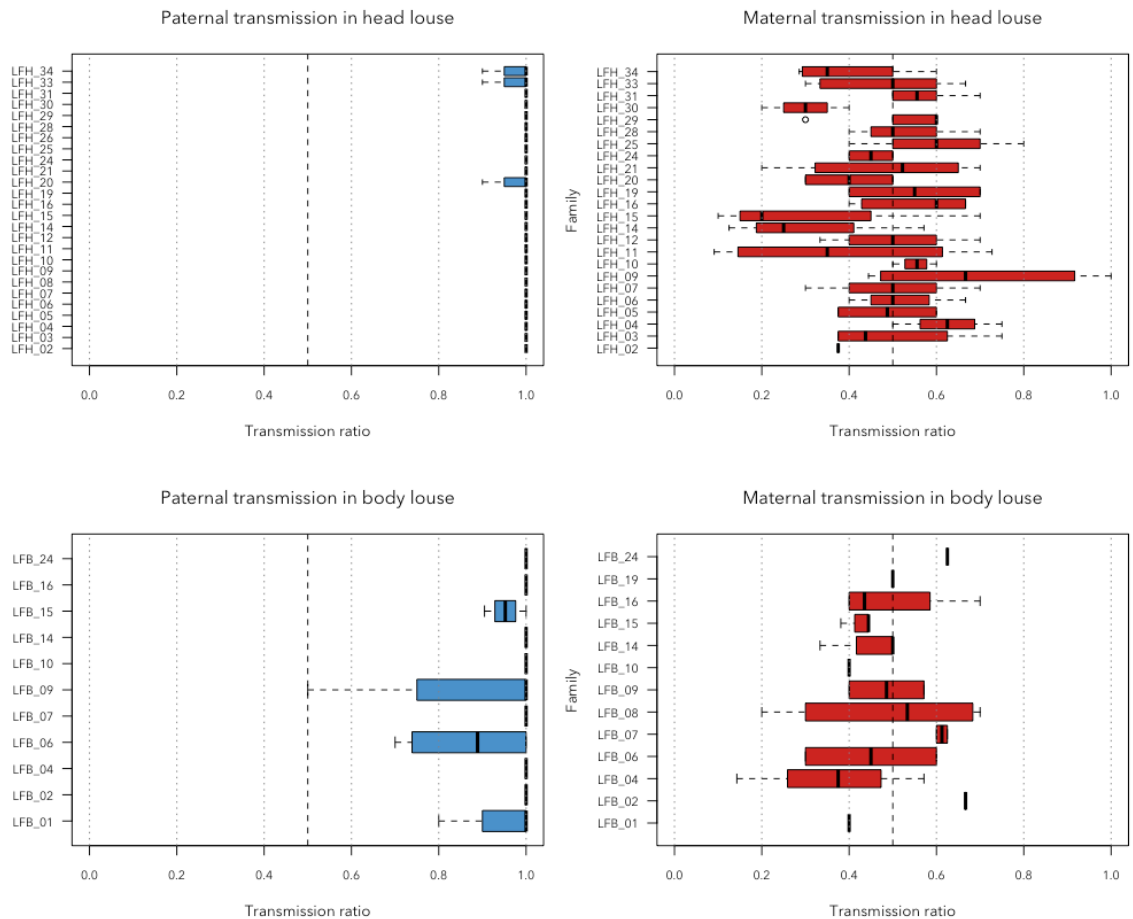 Paternal transmission in head louse
LFH_34
LFH_33
LFH_31
LFH_30
LFH_29
LFH_28
LFH_26
LFH_25
LFH_24
LFH_21
LFH_20
LFH_19
LFH_16
LFH_15
LFH_14
LFH_12
LFH_11
LFH_10
LFH_09
LFH_08
LFH_07
LFH_06
LFH_05
LFH_04
LFH_03
LFH_02
0.0 0.2 0.4 0.6 0.8 1.0
Transmission ratio
Maternal transmission in head louse
Family
LFH_34
LFH_33
LFH_31
LFH_30
LFH_29
LFH_28
LFH_25
LFH_24
LFH_21
LFH_20
LFH_19
LFH_16
LFH_15
LFH_14
LFH_12
LFH_11
LFH_10
LFH_09
LFH_07
LFH_06
LFH_05
LFH_04
LFH_03
LFH_02
0.0 0.2 0.4 0.6 0.8 1.0
Transmission ratio
Paternal transmission in body louse
LFB_24
LFB_16
LFB_15
LFB_14
LFB_10
LFB_09
LFB_07
LFB_06
LFB_04
LFB_02
LFB_01
0.0 0.2 0.4 0.6 0.8 1.0
Transmission ratio
Maternal transmission in body louse
Family
LFB_24
LFB_19
LFB_16
LFB_15
LFB_14
LFB_10
LFB_09
LFB_08
LFB_07
LFB_06
LFB_04
LFB_02
LFB_01
0.0 0.2 0.4 0.6 0.8 1.0
Transmission ratio